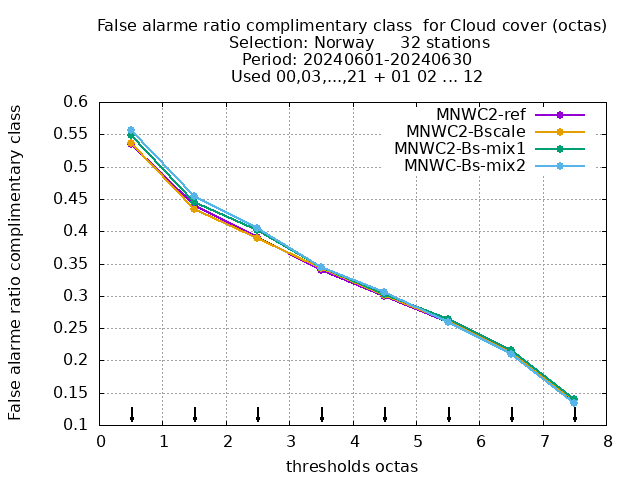 False alarme ratio complimentary class  for Cloud cover (octas)
Selection: Norway     32 stations
Period: 20240601-20240630
Used 00,03,...,21 + 01 02 ... 12
MNWC2-ref
MNWC2-Bscale
MNWC2-Bs-mix1
MNWC-Bs-mix2
False alarme ratio complimentary class
0.6
0.55
0.5
0.45
0.4
0.35
0.3
0.25
0.2
0.15
0.1
0 1 2 3 4 5 6 7 8
thresholds octas